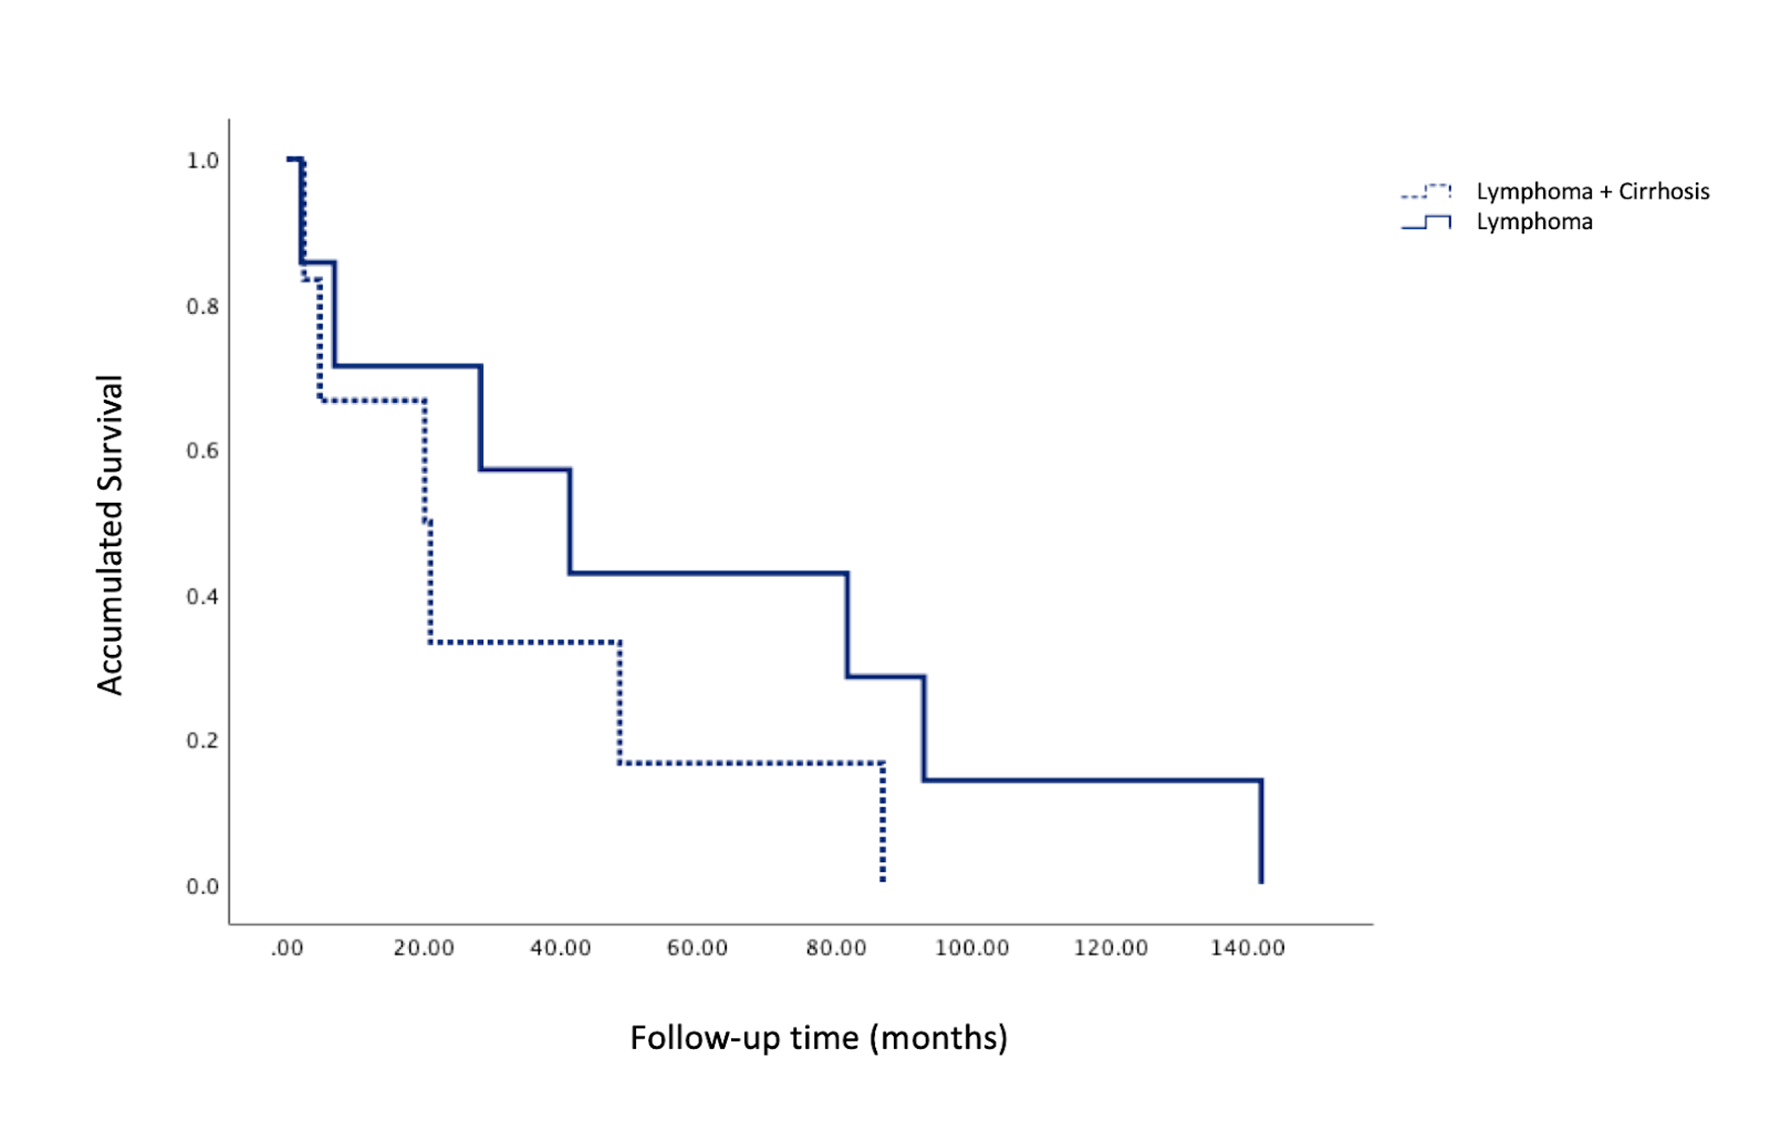 Accumulated Survival
1.0
0.8
0.6
0.4
0.2
0.0
.00 20.00 40.00 60.00 80.00 100.00 120.00 140.00
Follow-up time (months)
Lymphoma + Cirrhosis
Lymphoma